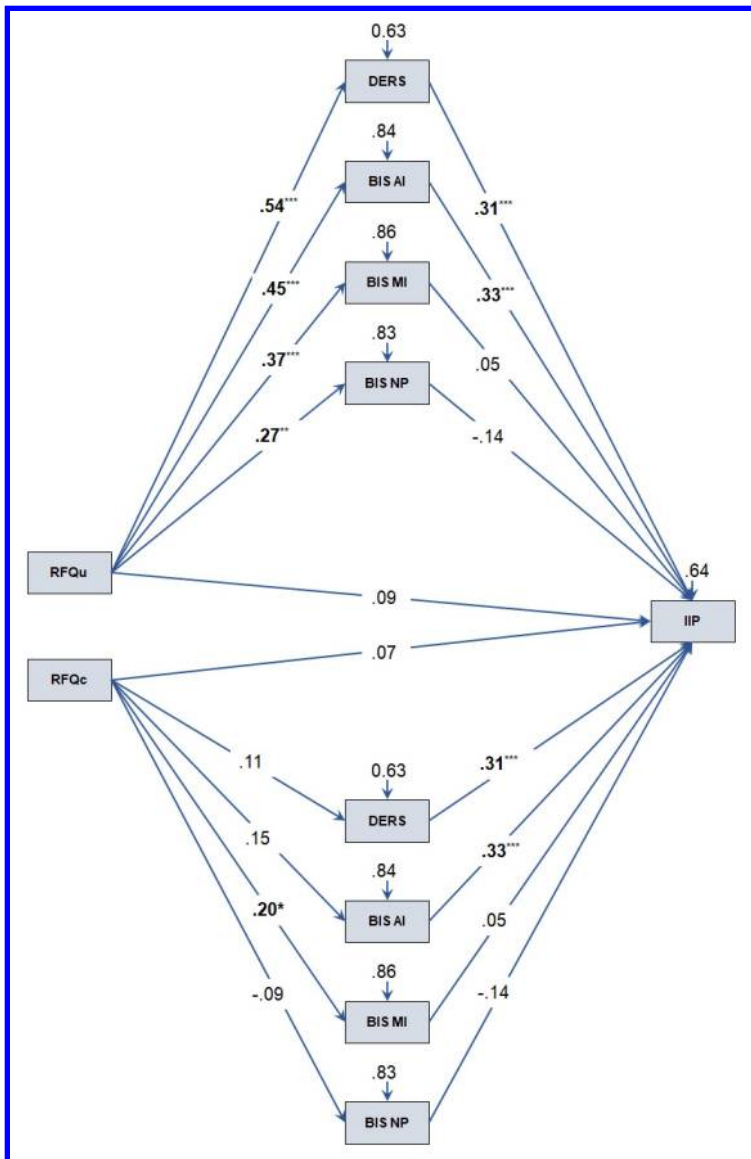 0.63
DERS
.84
BIS AI
.54***
.31***
.86
BIS MI
.45***
.33***
.83
.37***
.05
BIS NP
.27**
-.14
RFQu
.64
.09
IIP
.07
RFQc
.11
0.63
.31***
DERS
.15
.84
.33***
BIS AI
.20*
.05
.86
-.09
-.14
BIS MI
.83
BIS NP